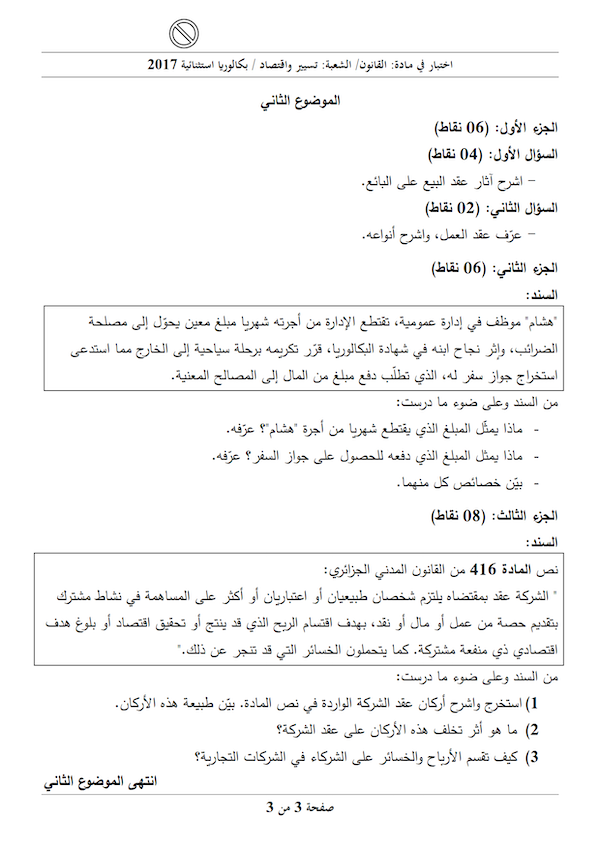 اختبار في مادة: القانون/ الشعبة: تسيير واقتصاد / بكالوريا استثنائية 2017
الموضوع الثاني
الجزء الأول: (06 نقاط)
السؤال الأول: (04 نقاط)
- اشرح آثار عقد البيع على البائع.
السؤال الثاني: (02 نقاط)
- عرّف عقد العمل، واشرح أنواعه.
الجزء الثاني: (06 نقاط)
السند:
"هشام" موظف في إدارة عمومية، تقتطع الإدارة من أجرته شهريا مبلغ معين يحوّل إلى مصلحة
الضرائب، وإثر نجاح ابنه في شهادة البكالوريا، قرّر تكريمه برحلة سياحية إلى الخارج مما استدعى
استخراج جواز سفر له، الذي تطلّب دفع مبلغ من المال إلى المصالح المعنية.
من السند وعلى ضوء ما درست:
- ماذا يمثّل المبلغ الذي يقتطع شهريا من أجرة "هشام"؟ عرّفه.
- ماذا يمثل المبلغ الذي دفعه للحصول على جواز السفر؟ عرّفه.
- بيّن خصائص كل منهما.
الجزء الثالث: (08 نقاط)
السند:
نص المادة 416 من القانون المدني الجزائري:
" الشركة عقد بمقتضاه يلتزم شخصان طبيعيان أو اعتباريان أو أكثر على المساهمة في نشاط مشترك
بتقديم حصة من عمل أو مال أو نقد، بهدف اقتسام الربح الذي قد ينتج أو تحقيق اقتصاد أو بلوغ هدف
اقتصادي ذي منفعة مشتركة. كما يتحملون الخسائر التي قد تنجر عن ذلك."
من السند وعلى ضوء ما درست:
1) استخرج واشرح أركان عقد الشركة الواردة في نص المادة. بيّن طبيعة هذه الأركان.
2) ما هو أثر تخلف هذه الأركان على عقد الشركة؟
3) كيف تقسم الأرباح والخسائر على الشركاء في الشركات التجارية؟
انتهى الموضوع الثاني
صفحة 3 من 3